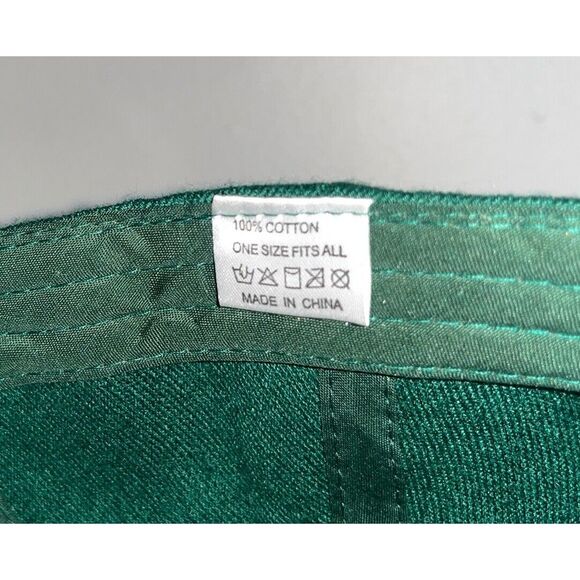 100% COTTON
ONE SIZE FITS ALL
MADE IN CHINA